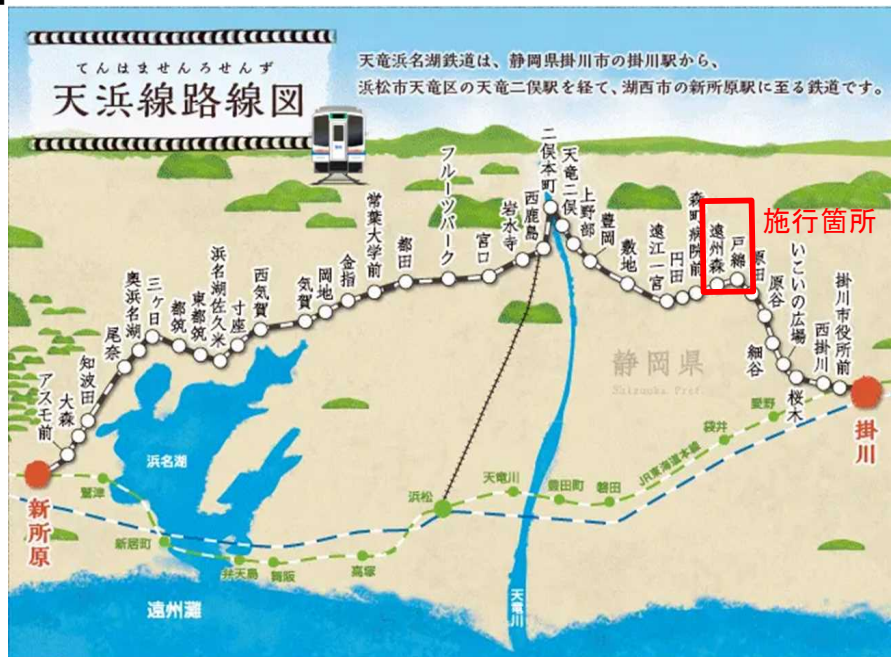 てんはませんろせんず
天浜線路線図
天竜浜名湖鉄道は、静岡県掛川市の掛川駅から、
浜松市天竜区の天竜二俣駅を経て、湖西市の新所原駅に至る鉄道です。
施行箇所
掛川
掛川市役所前
西掛川
桜木
いこいの広場
細谷
原谷
原田
戸綿
遠州森
森町病院前
円田
遠江一宮
敷地
豊岡
上野部
天竜二俣
二俣本町
西鹿島
岩水寺
宮口
フルーツパーク
都田
常葉大学前
金指
岡地
気賀
西気賀
寸座
浜名湖佐久米
東都筑
都筑
三ヶ日
奥浜名湖
尾奈
知波田
大森
アスモ前
新所原
静岡県
Shizuoka Pref.
浜名湖
愛野
袋井
JR東海道本線
磐田
豊田町
天竜川
浜松
高塚
舞阪
弁天島
新居町
鷲津
遠州灘
天竜川